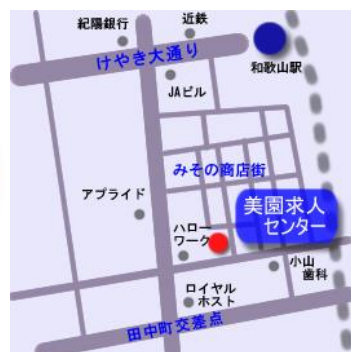 紀陽銀行
近鉄
けやき大通り
和歌山駅
JAビル
みその商店街
アプライド
美園求人
センター
ハロー
ワーク
小山
歯科
ロイヤル
ホスト
田中町交差点